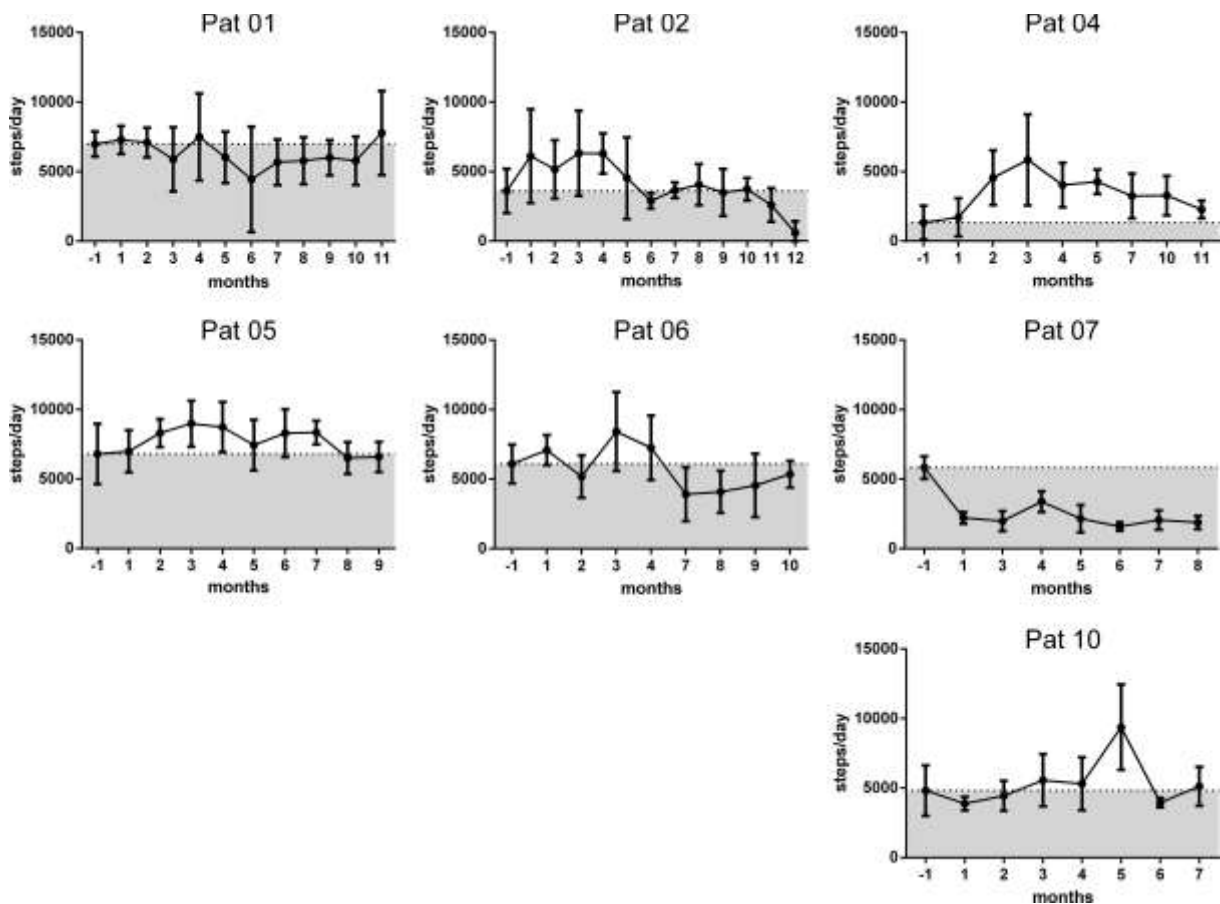 Pat 01
15000
10000
5000
0
steps/day
-1 1 2 3 4 5 6 7 8 9 10 11
months
Pat 02
15000
10000
5000
0
steps/day
-1 1 2 3 4 5 6 7 8 9 10 11 12
months
Pat 04
15000
10000
5000
0
steps/day
-1 1 2 3 4 5 7 10 11
months
Pat 05
15000
10000
5000
0
steps/day
-1 1 2 3 4 5 6 7 8 9
months
Pat 06
15000
10000
5000
0
steps/day
-1 1 2 3 4 7 8 9 10
months
Pat 07
15000
10000
5000
0
steps/day
-1 1 2 4 5 6 7 8
months
Pat 10
15000
10000
5000
0
steps/day
-1 1 2 3 4 5 6 7
months